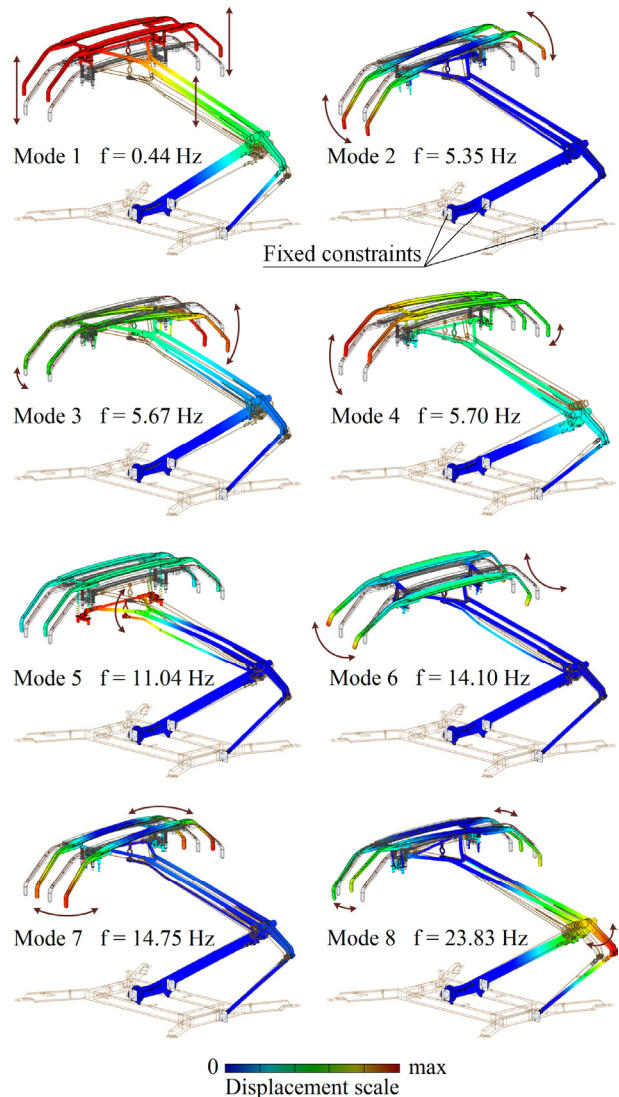 Mode 1 f = 0.44 Hz
Mode 2 f = 5.35 Hz
Fixed constraints
Mode 3 f = 5.67 Hz
Mode 4 f = 5.70 Hz
Mode 5 f = 11.04 Hz
Mode 6 f = 14.10 Hz
Mode 7 f = 14.75 Hz
Mode 8 f = 23.83 Hz
0 max
Displacement scale